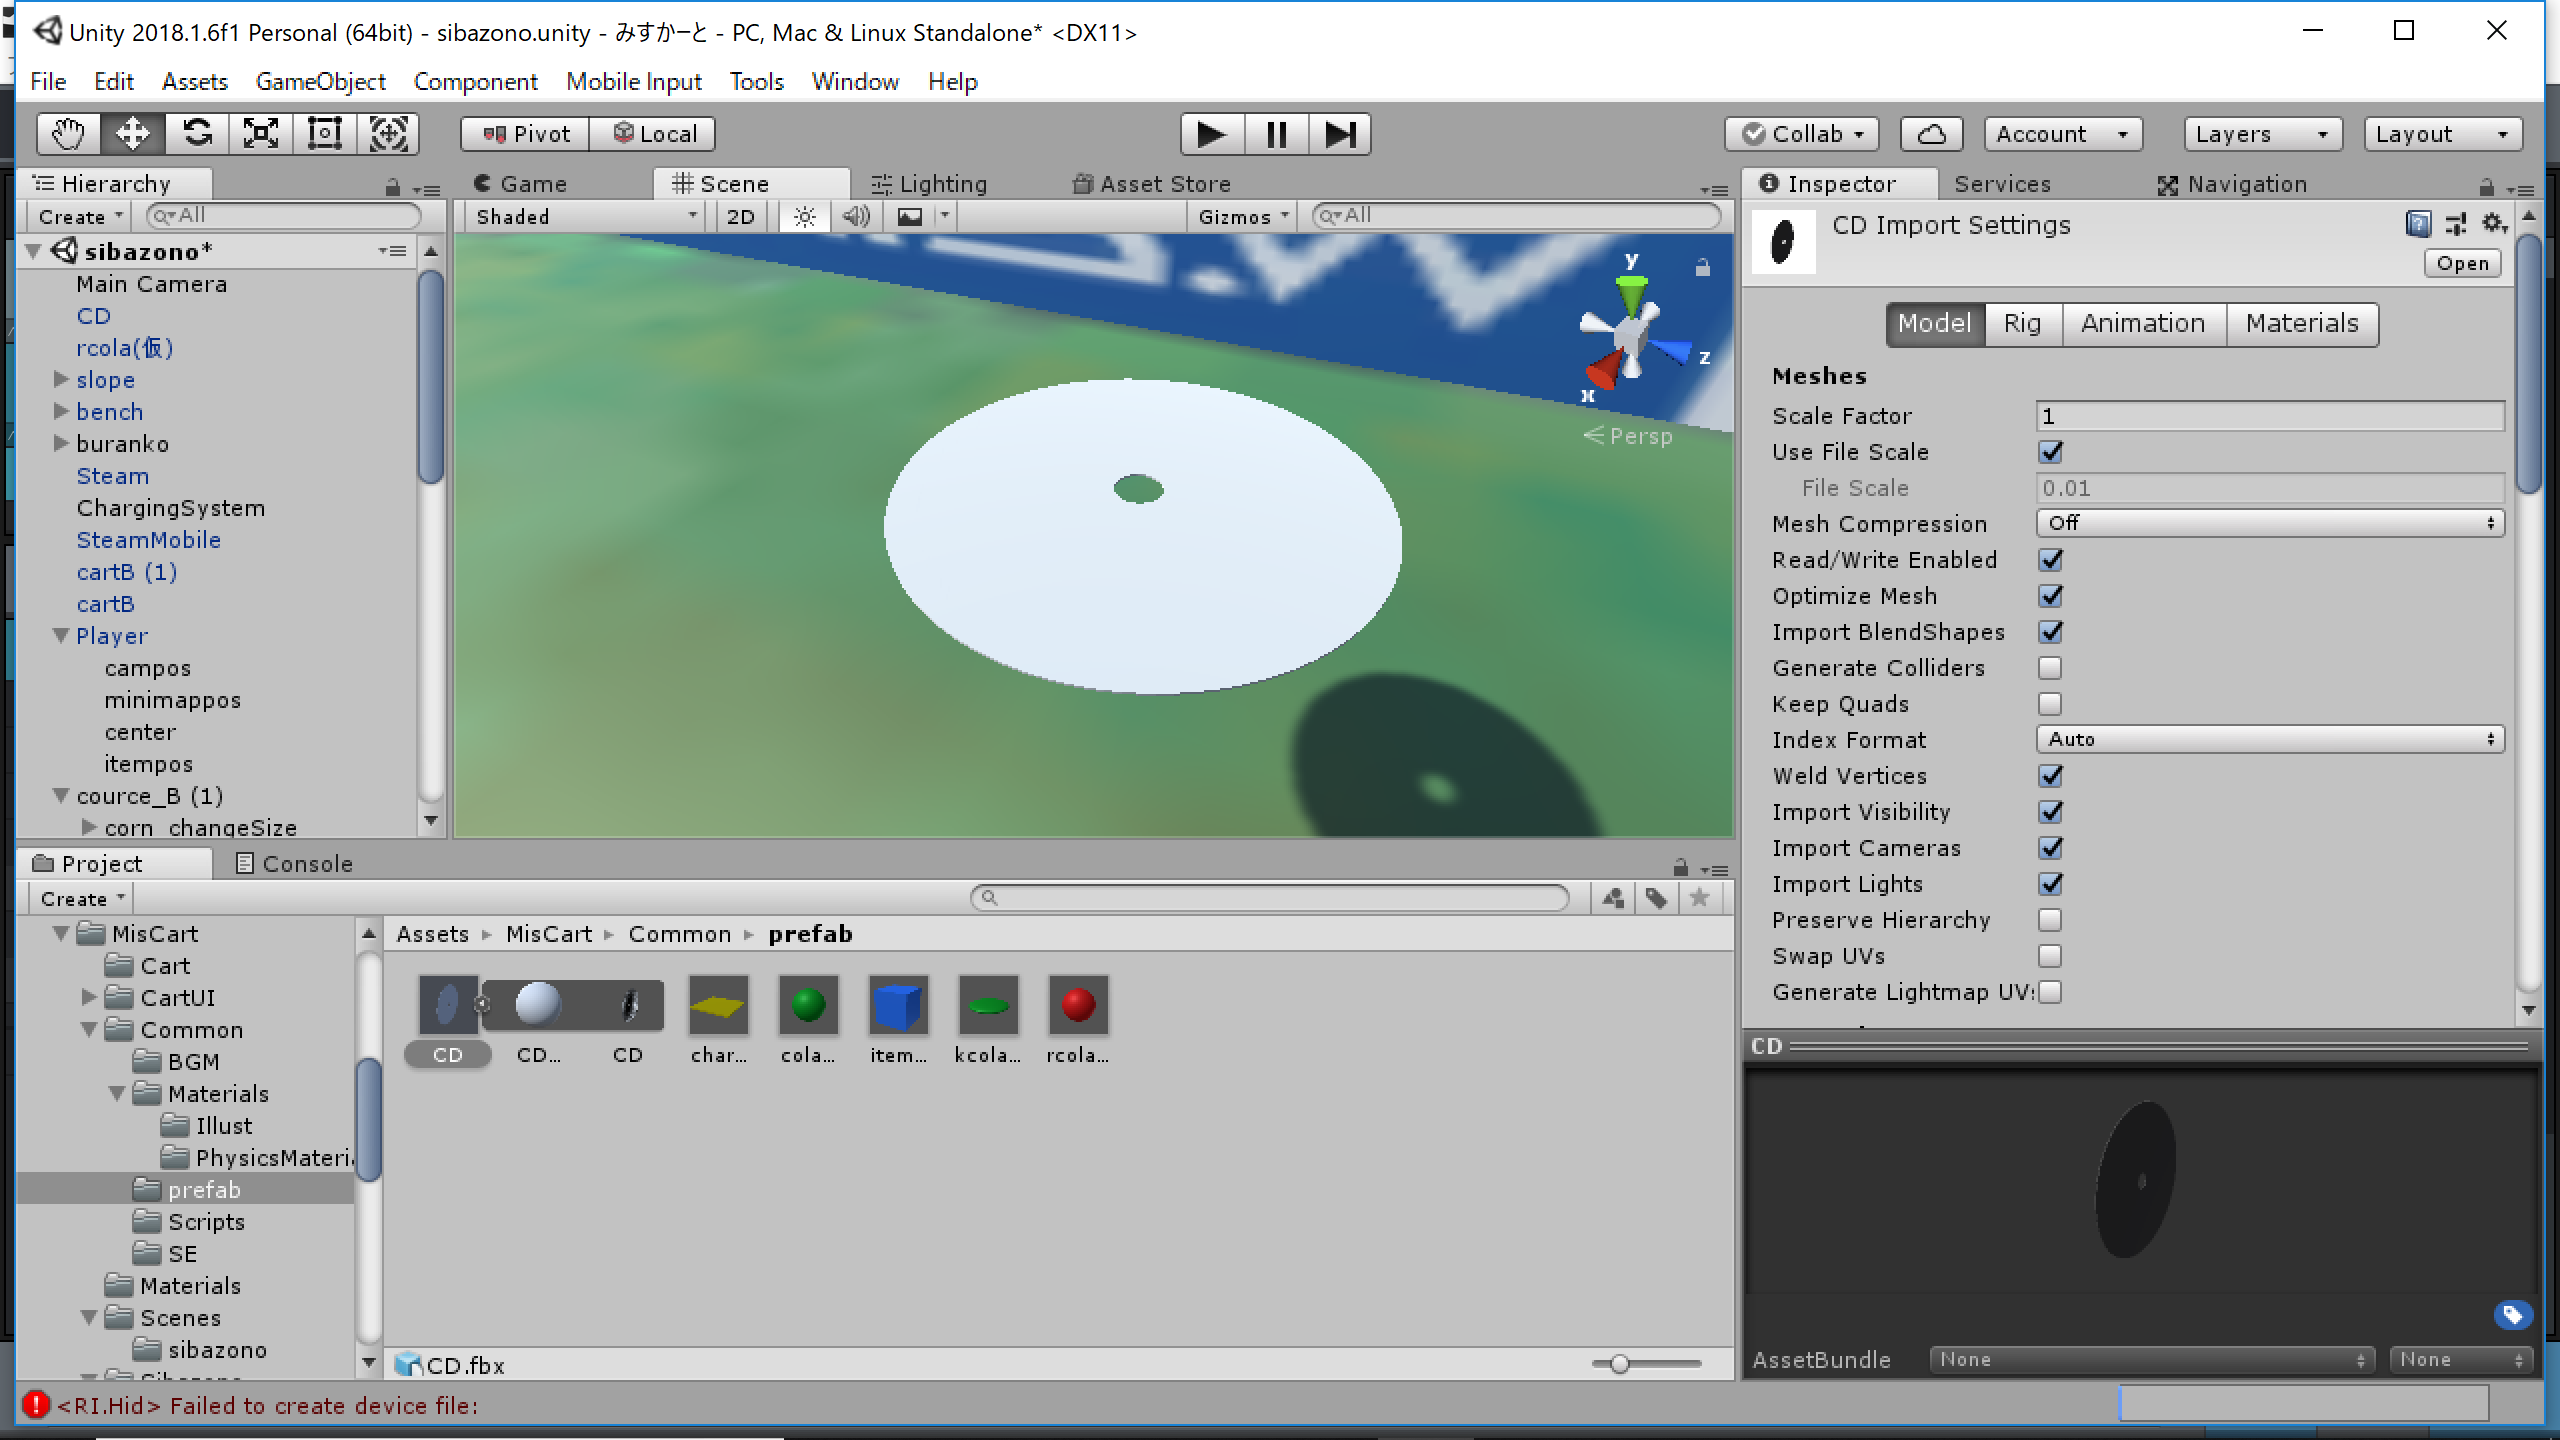 Unity 2018.1.6f1 Personal (64bit) - sibazono.unity - みすかーと - PC, Mac & Linux Standalone* <DX11>
File Edit Assets GameObject Component Mobile Input Tools Window Help
Pivot Local Collab Account Layers Layout
Hierarchy
Create All
sibazono*
Main Camera
CD
rcola(仮)
slope
bench
buranko
Steam
ChargingSystem
SteamMobile
cartB (1)
cartB
Player
campos
minimappos
center
itempos
cource_B (1)
corn_changeSize
Game Scene Lighting Asset Store
Shaded 2D Gizmos All
y
z
x
Persp
Inspector Services Navigation
CD Import Settings
Open
Model Rig Animation Materials
Meshes
Scale Factor 1
Use File Scale
File Scale 0.01
Mesh Compression Off
Read/Write Enabled
Optimize Mesh
Import BlendShapes
Generate Colliders
Keep Quads
Index Format Auto
Weld Vertices
Import Visibility
Import Cameras
Import Lights
Preserve Hierarchy
Swap UVs
Generate Lightmap UV
Project Console
Create
MisCart
Cart
CartUI
Common
BGM
Materials
Illust
PhysicsMateri
prefab
Scripts
SE
Materials
Scenes
sibazono
Assets MisCart Common prefab
CD CD... CD char... cola... item... kcola... rcola...
CD.fbx
CD
AssetBundle None None
<RI.Hid> Failed to create device file: